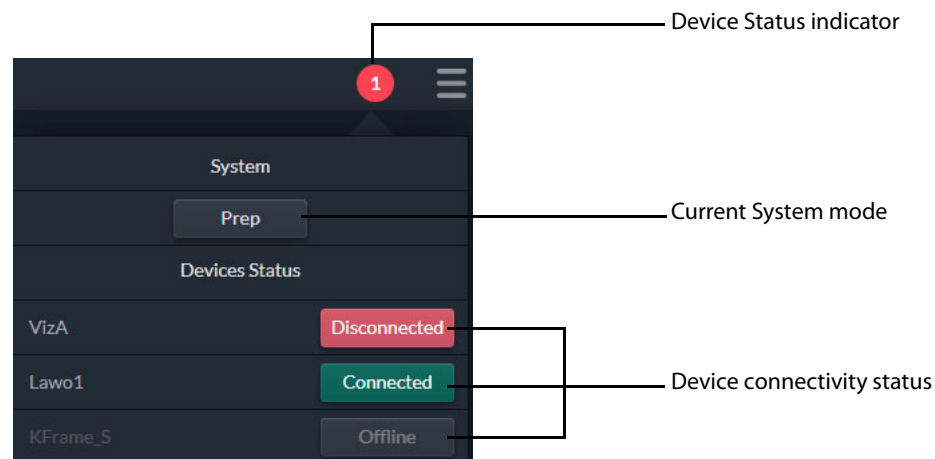 Device Status indicator
1
System
Prep
Current System mode
Devices Status
VizA
Disconnected
Lawo1
Connected
Device connectivity status
KFrame_S
Offline